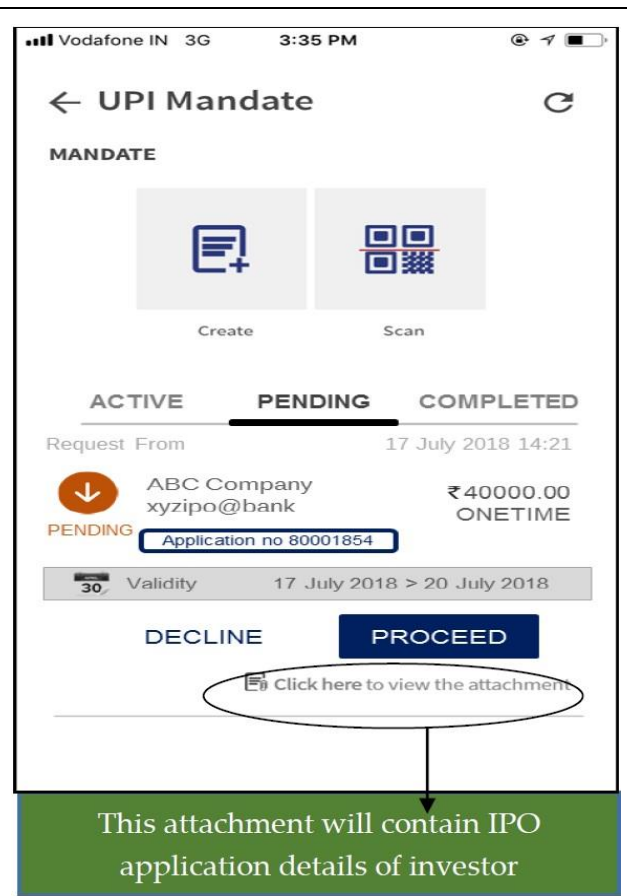 Vodafone IN 3G 3:35 PM
← UPI Mandate
MANDATE
Create Scan
ACTIVE PENDING COMPLETED
Request From 17 July 2018 14:21
ABC Company ₹40000.00
xyzipo@bank ONETIME
PENDING
Application no 80001854
30 Validity 17 July 2018 > 20 July 2018
DECLINE PROCEED
Click here to view the attachment
This attachment will contain IPO
application details of investor